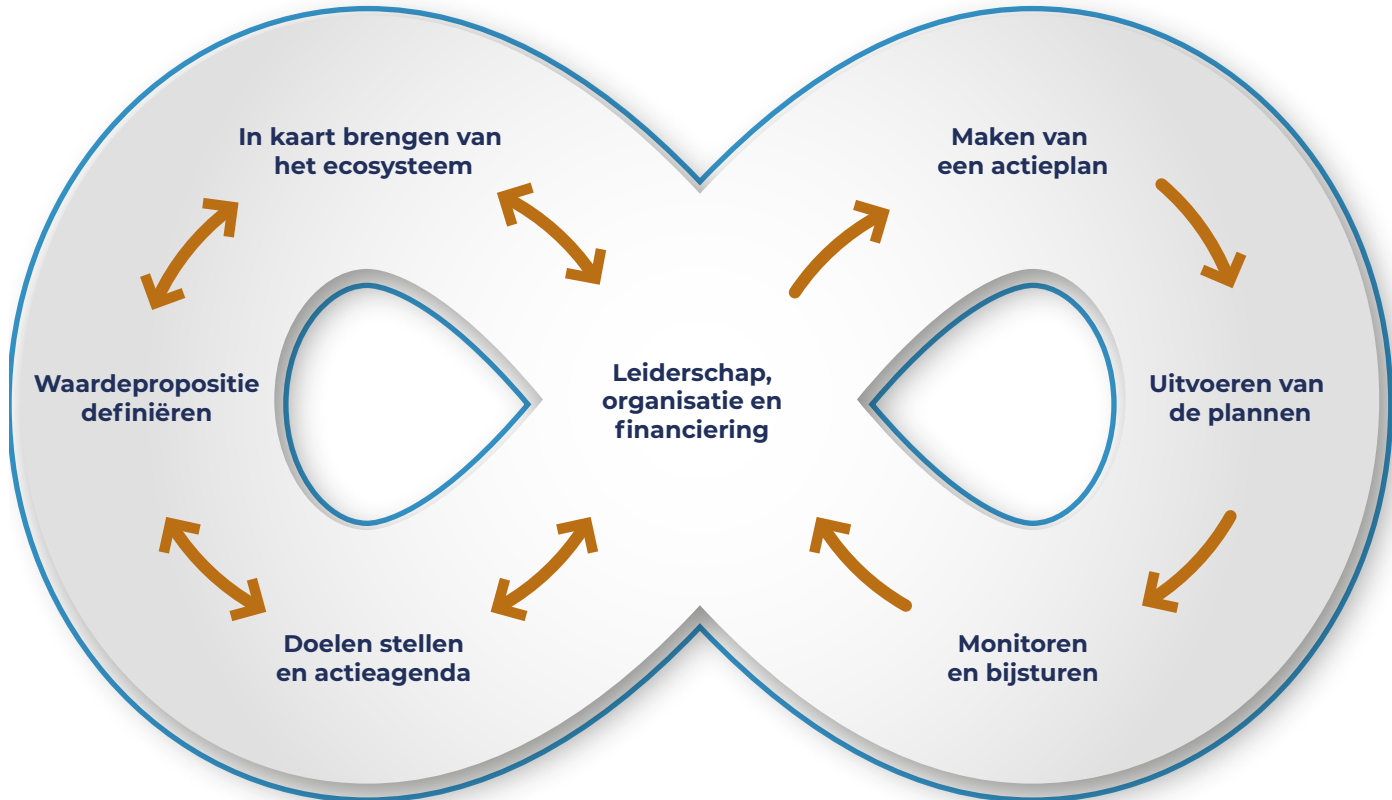 In kaart brengen van
het ecosysteem
Maken van
een actieplan
Waardepropositie
definiëren
Leiderschap,
organisatie en
financiering
Uitvoeren van
de plannen
Doelen stellen
en actieagenda
Monitoren
en bijsturen